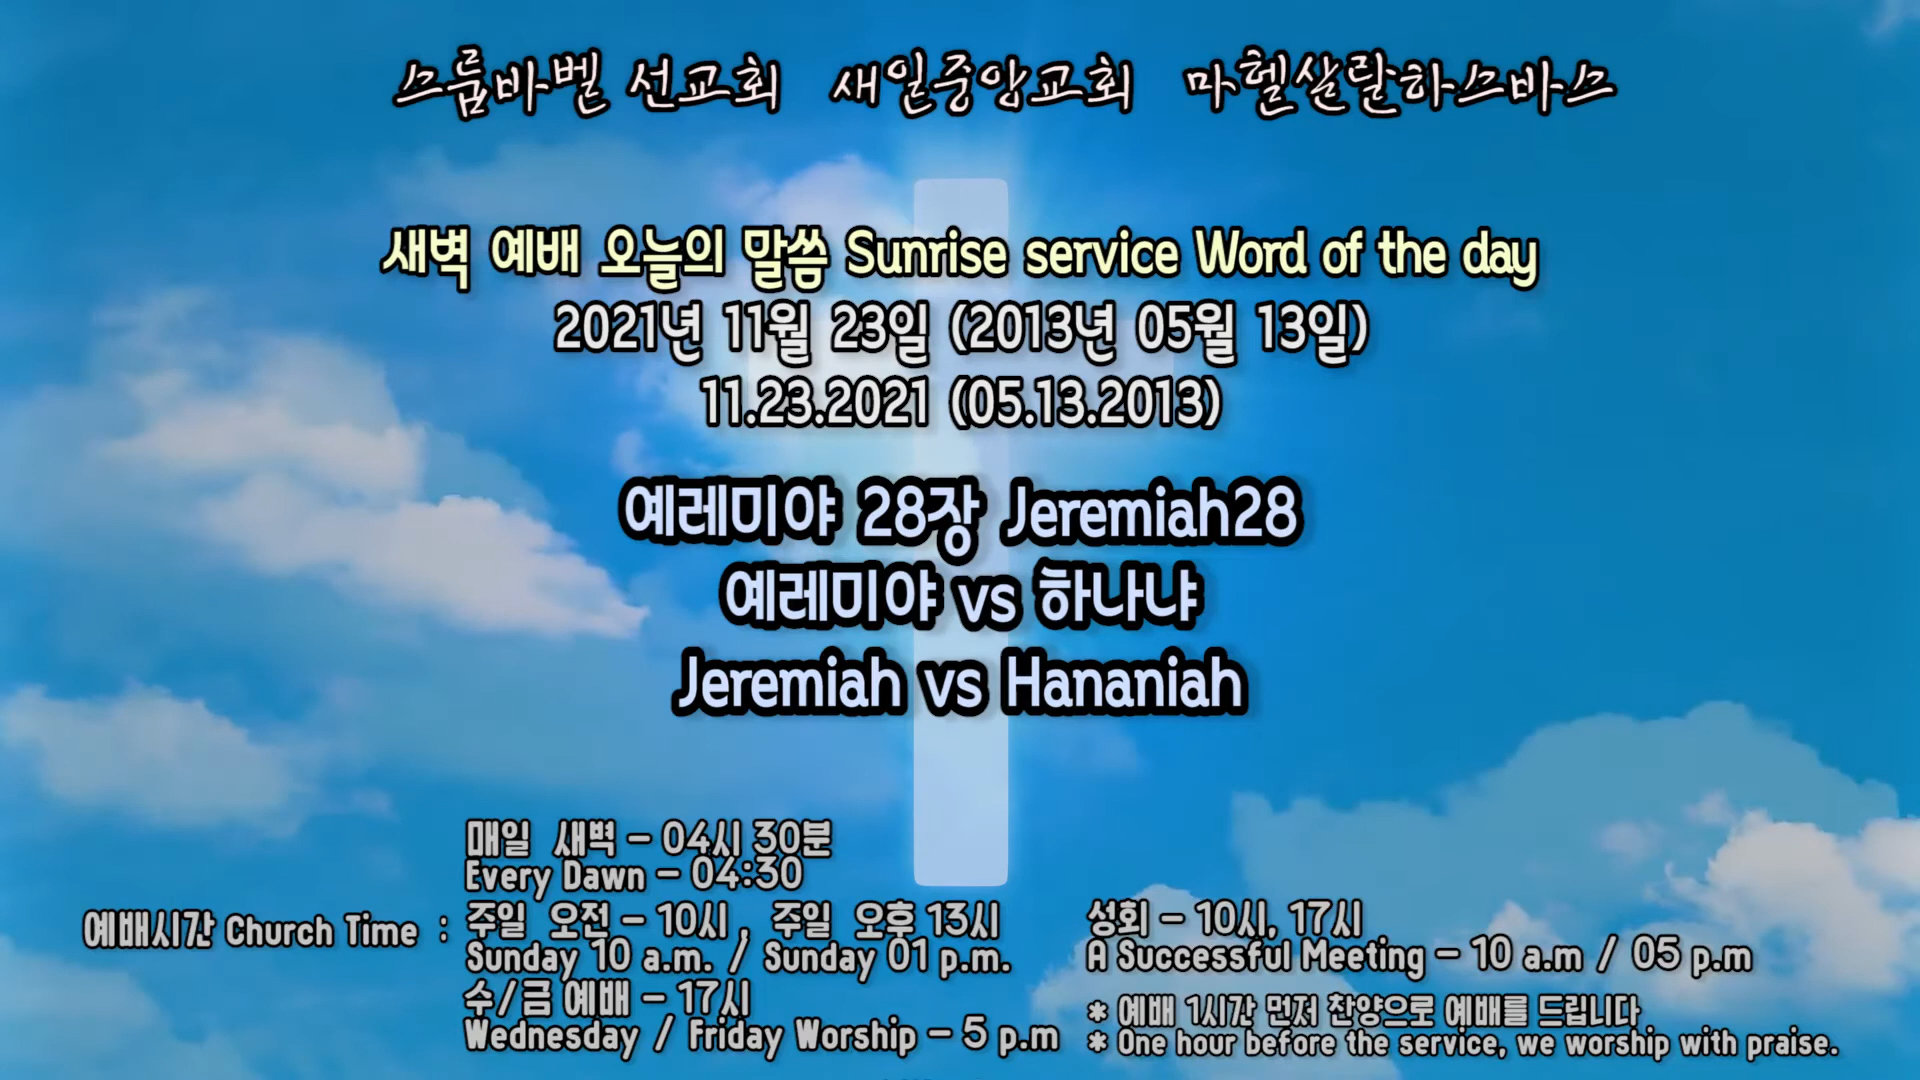 스룹바벨 선교회 새일중앙교회 마헬살랄하스바스
새벽 예배 오늘의 말씀 Sunrise service Word of the day
2021년 11월 23일 (2013년 05월 13일)
11.23.2021 (05.13.2013)
예레미야 28장 Jeremiah28
예레미야 vs 하나냐
Jeremiah vs Hananiah
매일 새벽 - 04시 30분
Every Dawn - 04:30
예배시간 Church Time :
주일 오전 - 10시 , 주일 오후 13시
Sunday 10 a.m. / Sunday 01 p.m.
수/금 예배 - 17시
Wednesday / Friday Worship - 5 p.m
성회 - 10시, 17시
A Successful Meeting - 10 a.m / 05 p.m
* 예배 1시간 먼저 찬양으로 예배를 드립니다
* One hour before the service, we worship with praise.